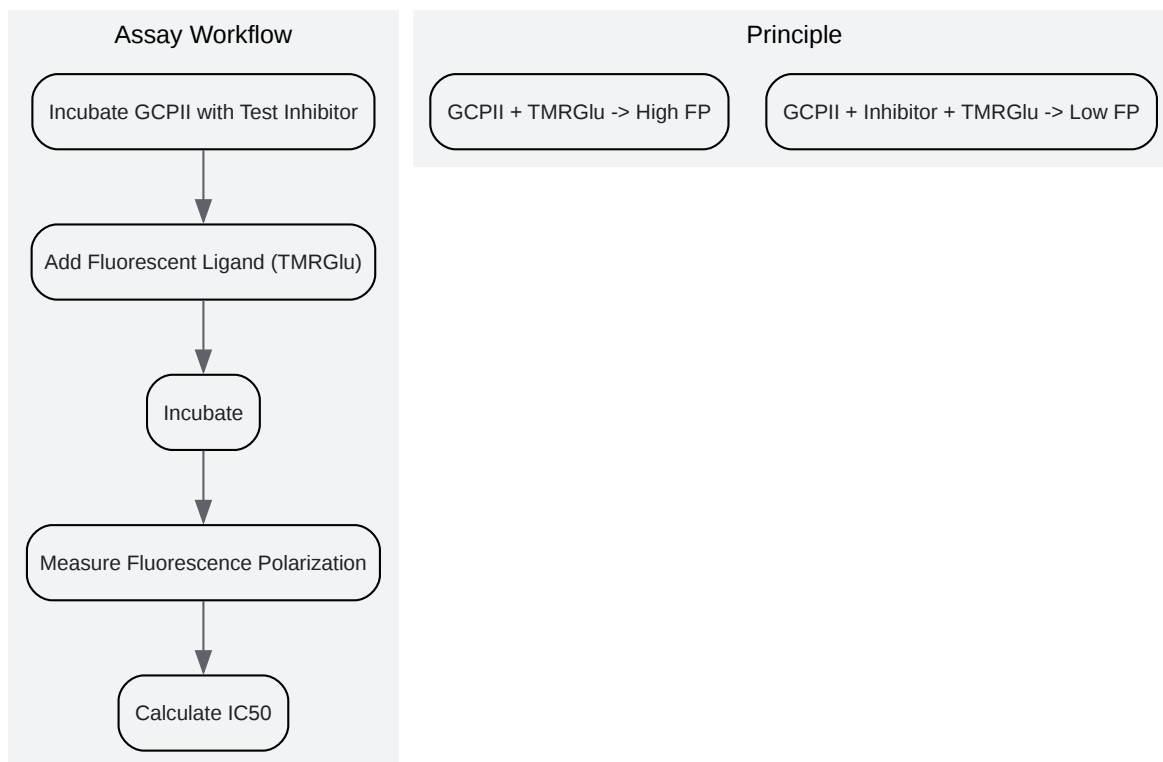 Assay Workflow
Incubate GCPII with Test Inhibitor
Add Fluorescent Ligand (TMRGlu)
Incubate
Measure Fluorescence Polarization
Calculate IC50
Principle
GCPII + TMRGlu -> High FP
GCPII + Inhibitor + TMRGlu -> Low FP